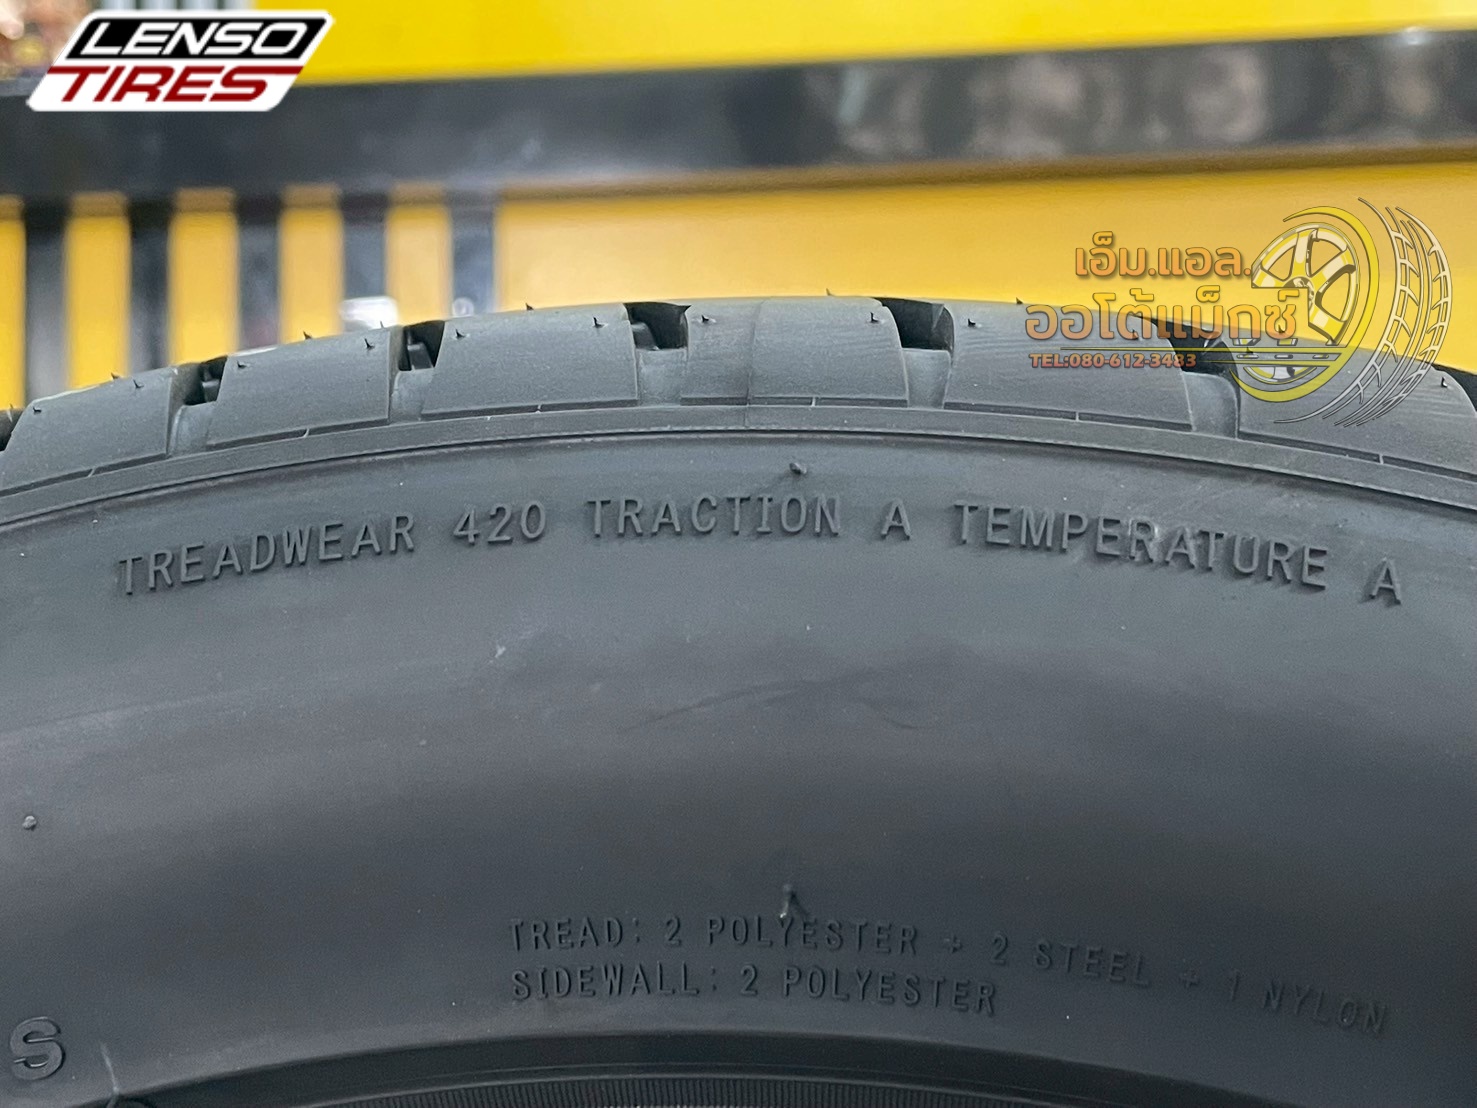 LENSO
TIRES
เอ็ม.แอล.
ออโต้แม็กซ์
TEL:080-612-3483
TREADWEAR 420 TRACTION A TEMPERATURE A
TREAD: 2 POLYESTER + 2 STEEL + 1 NYLON
SIDEWALL: 2 POLYESTER
S